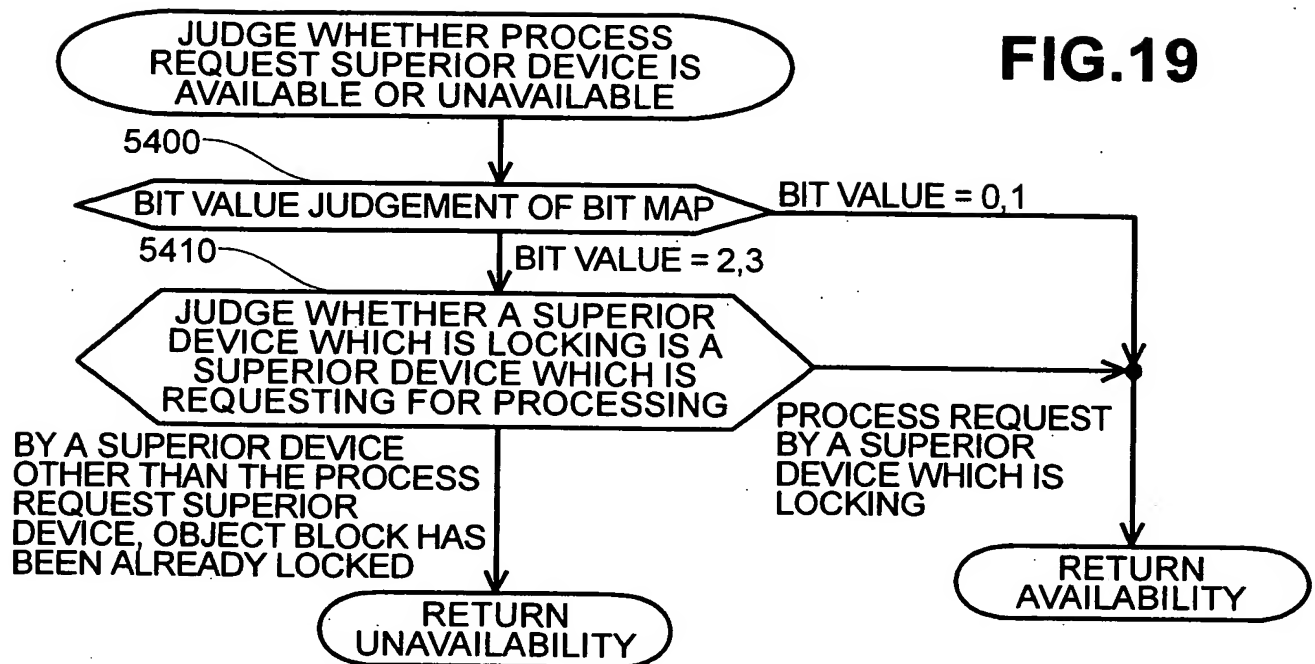 FIG.19
JUDGE WHETHER PROCESS
REQUEST SUPERIOR DEVICE IS
AVAILABLE OR UNAVAILABLE
5400
BIT VALUE JUDGEMENT OF BIT MAP
BIT VALUE = 0,1
5410
BIT VALUE = 2,3
JUDGE WHETHER A SUPERIOR
DEVICE WHICH IS LOCKING IS A
SUPERIOR DEVICE WHICH IS
REQUESTING FOR PROCESSING
BY A SUPERIOR DEVICE
OTHER THAN THE PROCESS
REQUEST SUPERIOR
DEVICE, OBJECT BLOCK HAS
BEEN ALREADY LOCKED
PROCESS REQUEST
BY A SUPERIOR
DEVICE WHICH IS
LOCKING
RETURN
UNAVAILABILITY
RETURN
AVAILABILITY